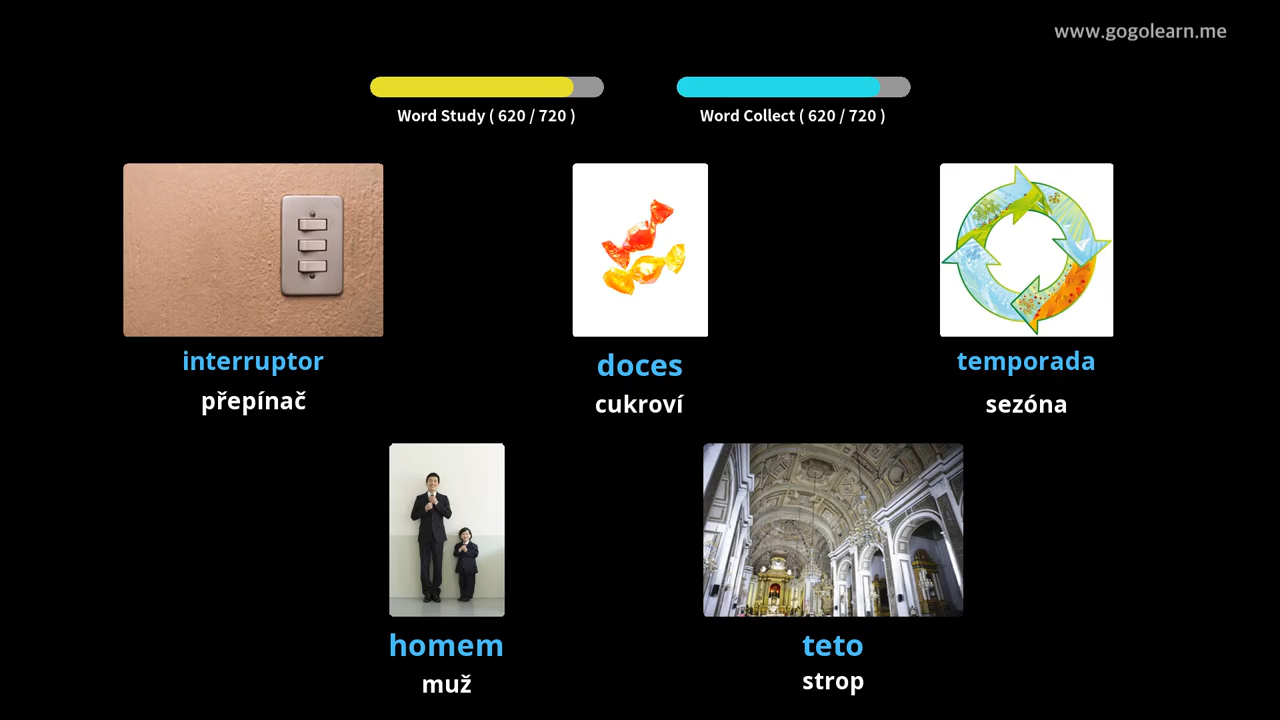 www.gogolearn.me
Word Study ( 620 / 720 )
Word Collect ( 620 / 720 )
interruptor
přepínač
doces
cukroví
temporada
sezóna
homem
muž
teto
strop